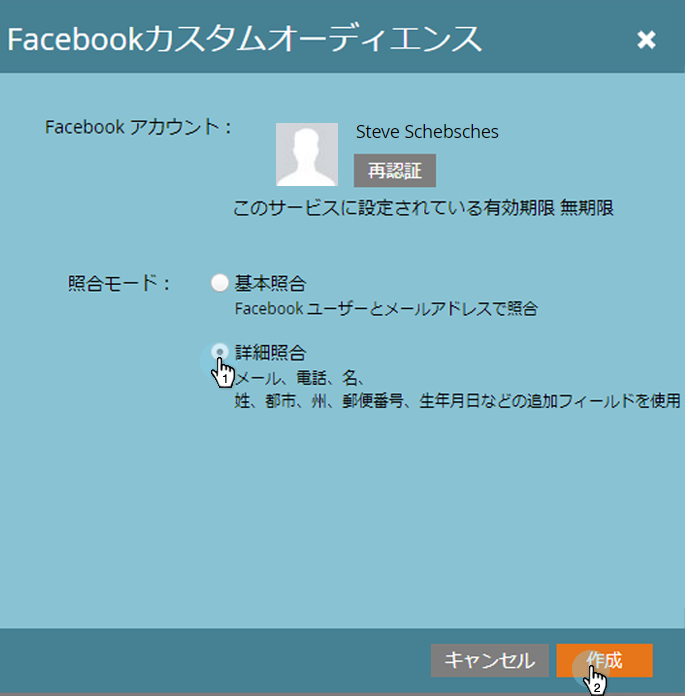 Facebookカスタムオーディエンス
Facebook アカウント：
Steve Schebsches
再認証
このサービスに設定されている有効期限 無期限
照合モード：
基本照合
Facebook ユーザーとメールアドレスで照合
詳細照合
1
メール、電話、名、
姓、都市、州、郵便番号、生年月日などの追加フィールドを使用
キャンセル
作成
2